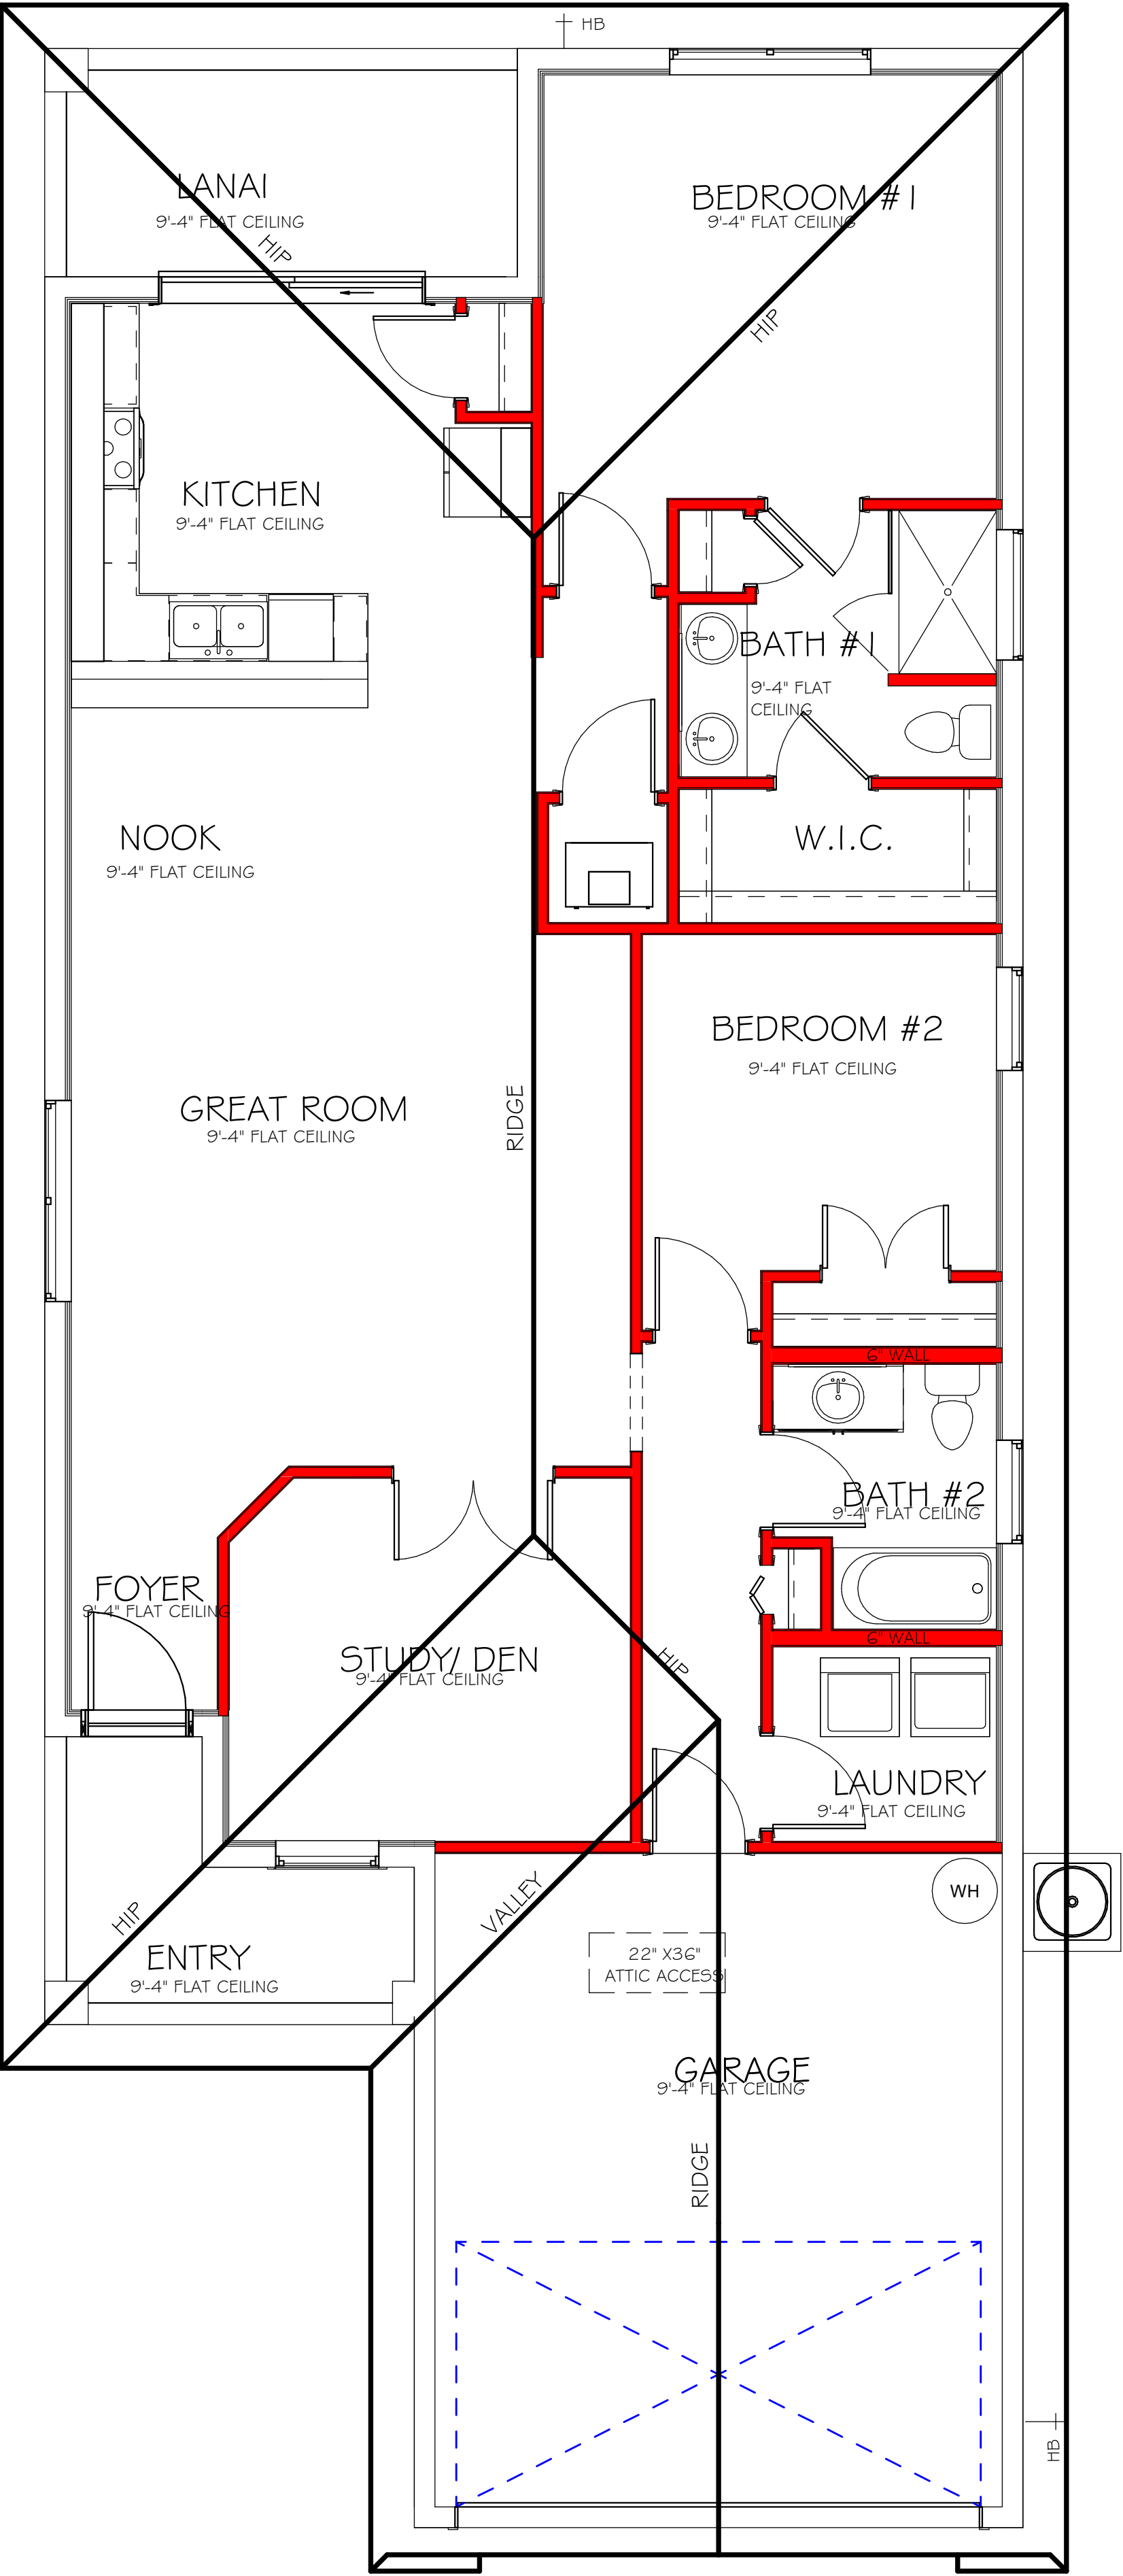 HB
LANAI
9'-4" FLAT CEILING
HIP
BEDROOM #1
9'-4" FLAT CEILING
HIP
KITCHEN
9'-4" FLAT CEILING
BATH #1
9'-4" FLAT
CEILING
NOOK
9'-4" FLAT CEILING
W.I.C.
BEDROOM #2
9'-4" FLAT CEILING
GREAT ROOM
9'-4" FLAT CEILING
RIDGE
6" WALL
BATH #2
9'-4" FLAT CEILING
FOYER
9'-4" FLAT CEILING
6" WALL
STUDY/ DEN
9'-4" FLAT CEILING
HIP
LAUNDRY
9'-4" FLAT CEILING
WH
HIP
VALLEY
ENTRY
9'-4" FLAT CEILING
22" X36"
ATTIC ACCESS
GARAGE
9'-4" FLAT CEILING
RIDGE
HB